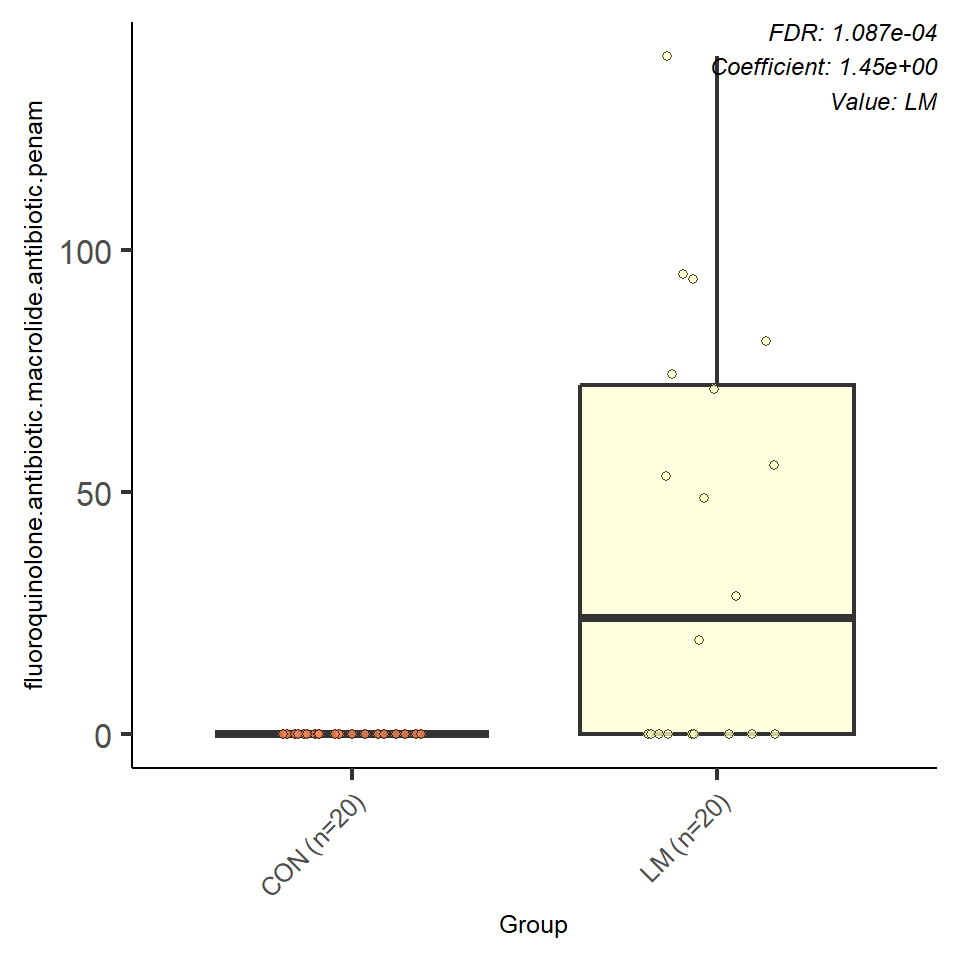 FDR: 1.087e-04
Coefficient: 1.45e+00
Value: LM
fluoroquinolone.antibiotic.macrolide.antibiotic.penam
100
50
0
CON (n=20)
LM (n=20)
Group